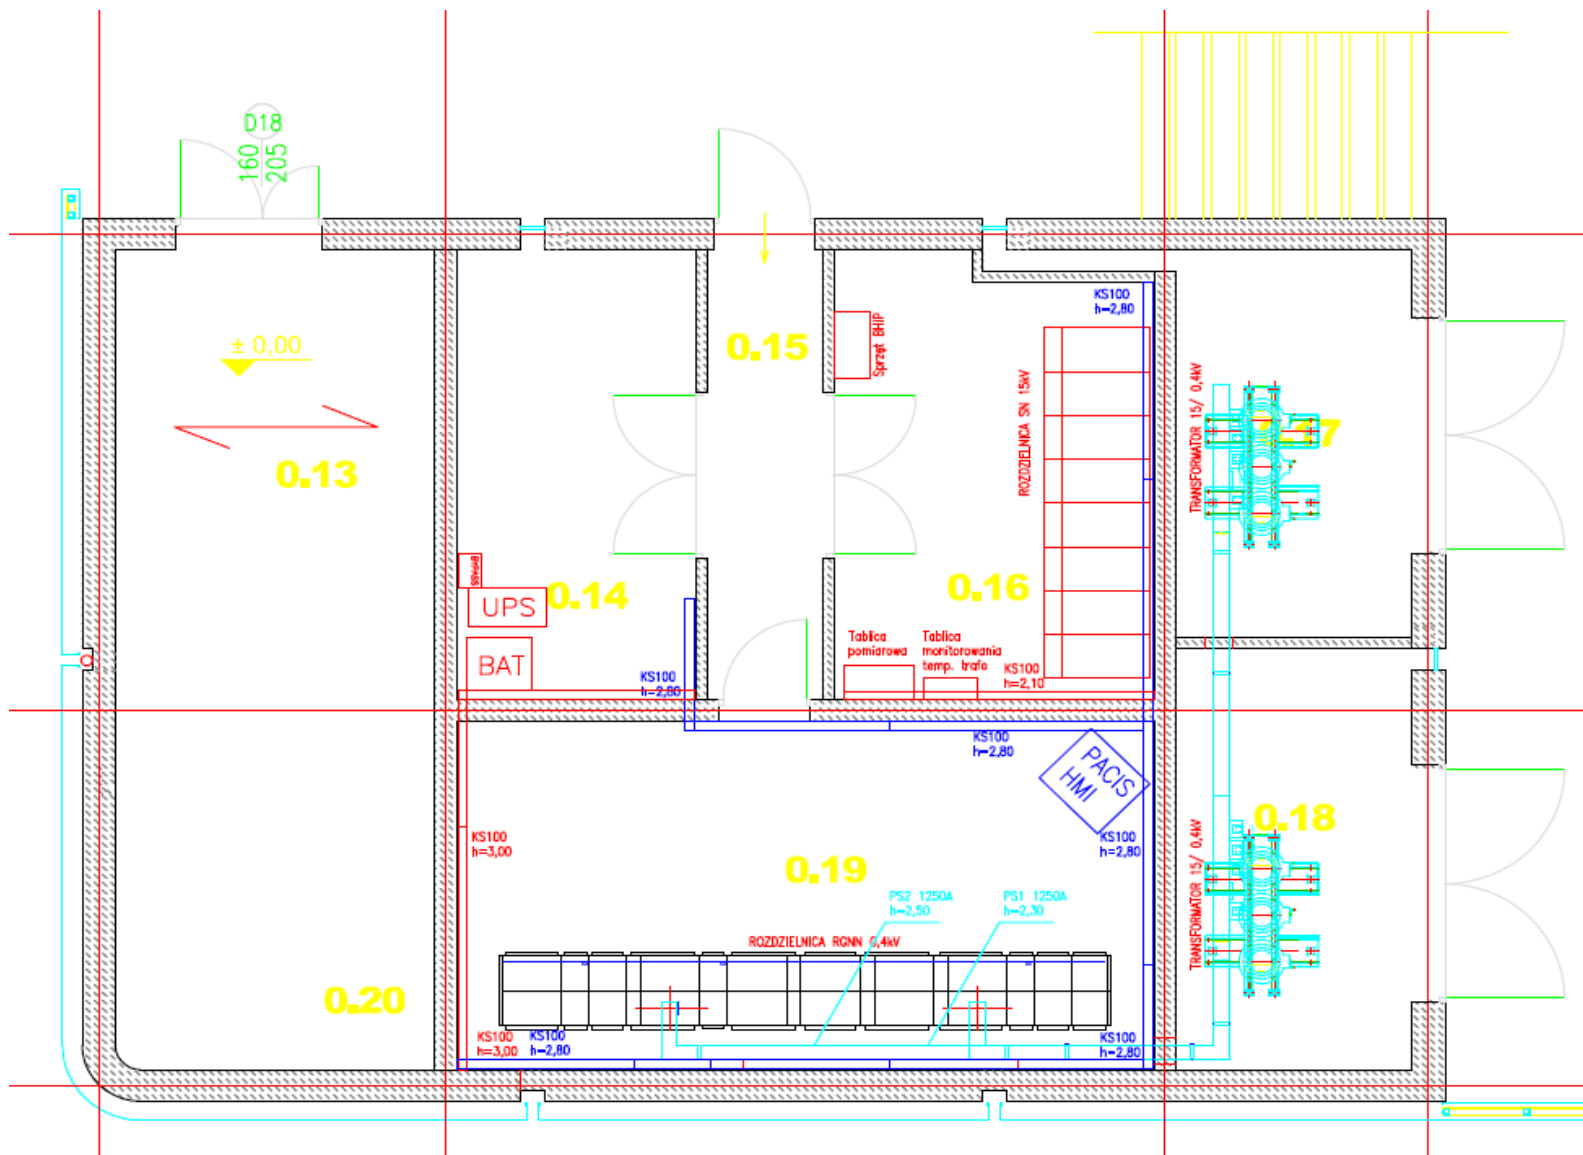 D18
160
205
± 0,00
0.13
0.15
Sprzęt BHiP
KS100
h=2,80
ROZDZIELNICA SN 15kV
TRANSFORMATOR 15/ 0,4kV
0.17
BYPASS
UPS
0.14
BAT
KS100
h=2,80
0.16
Tablica
pomiarowa
Tablica
monitorowania
temp. trafo
KS100
h=2,10
KS100
h=2,80
PACIS
HMI
KS100
h=3,00
KS100
h=2,80
0.18
TRANSFORMATOR 15/ 0,4kV
0.19
PS2 1250A
h=2,50
PS1 1250A
h=2,30
ROZDZIELNICA RGNN 0,4kV
0.20
KS100
h=3,00
KS100
h=2,80
KS100
h=2,80